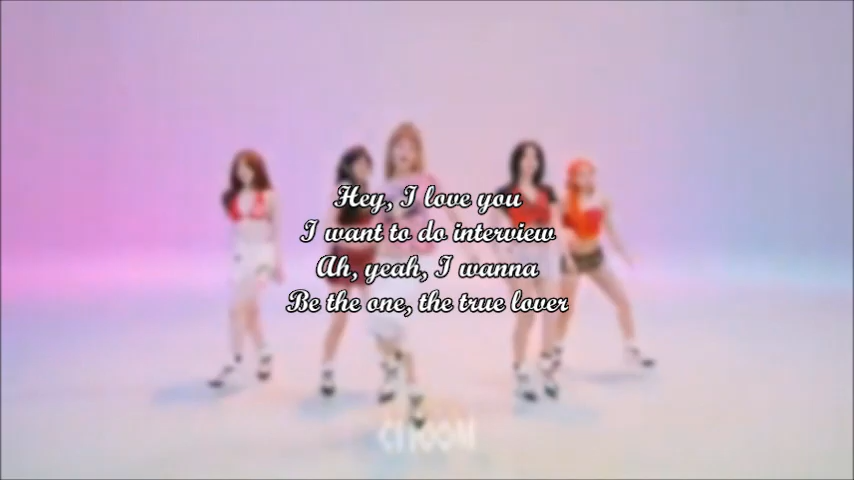 Hey, I love you
I want to do interview
Ah, yeah, I wanna
Be the one, the true lover